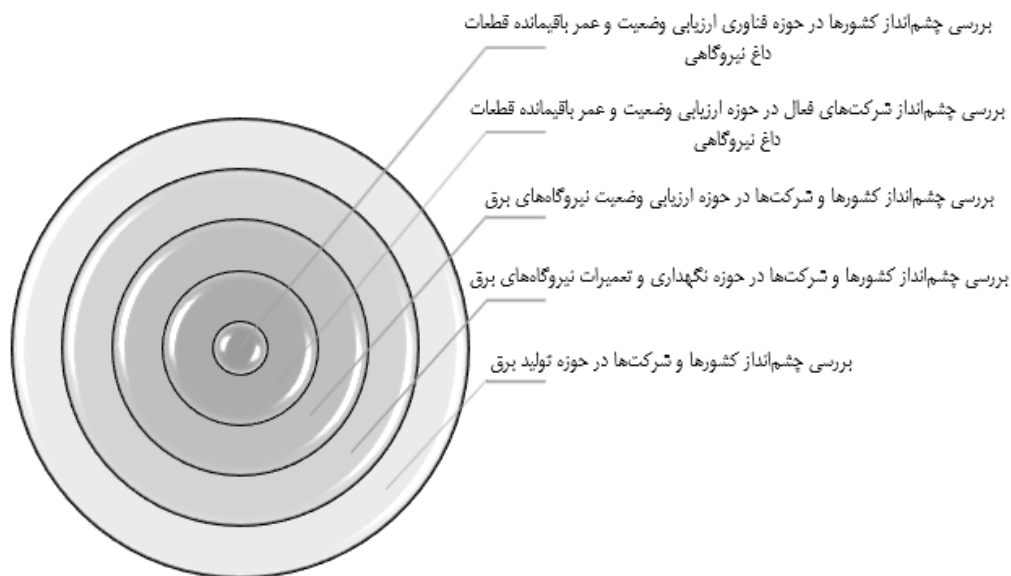 بررسی چشم‌انداز کشورها در حوزه فناوری ارزیابی وضعیت و عمر باقیمانده قطعات
داغ نیروگاهی
بررسی چشم‌انداز شرکت‌های فعال در حوزه ارزیابی وضعیت و عمر باقیمانده قطعات
داغ نیروگاهی
بررسی چشم‌انداز کشورها و شرکت‌ها در حوزه ارزیابی وضعیت نیروگاه‌های برق
بررسی چشم‌انداز کشورها و شرکت‌ها در حوزه نگهداری و تعمیرات نیروگاه‌های برق
بررسی چشم‌انداز کشورها و شرکت‌ها در حوزه تولید برق